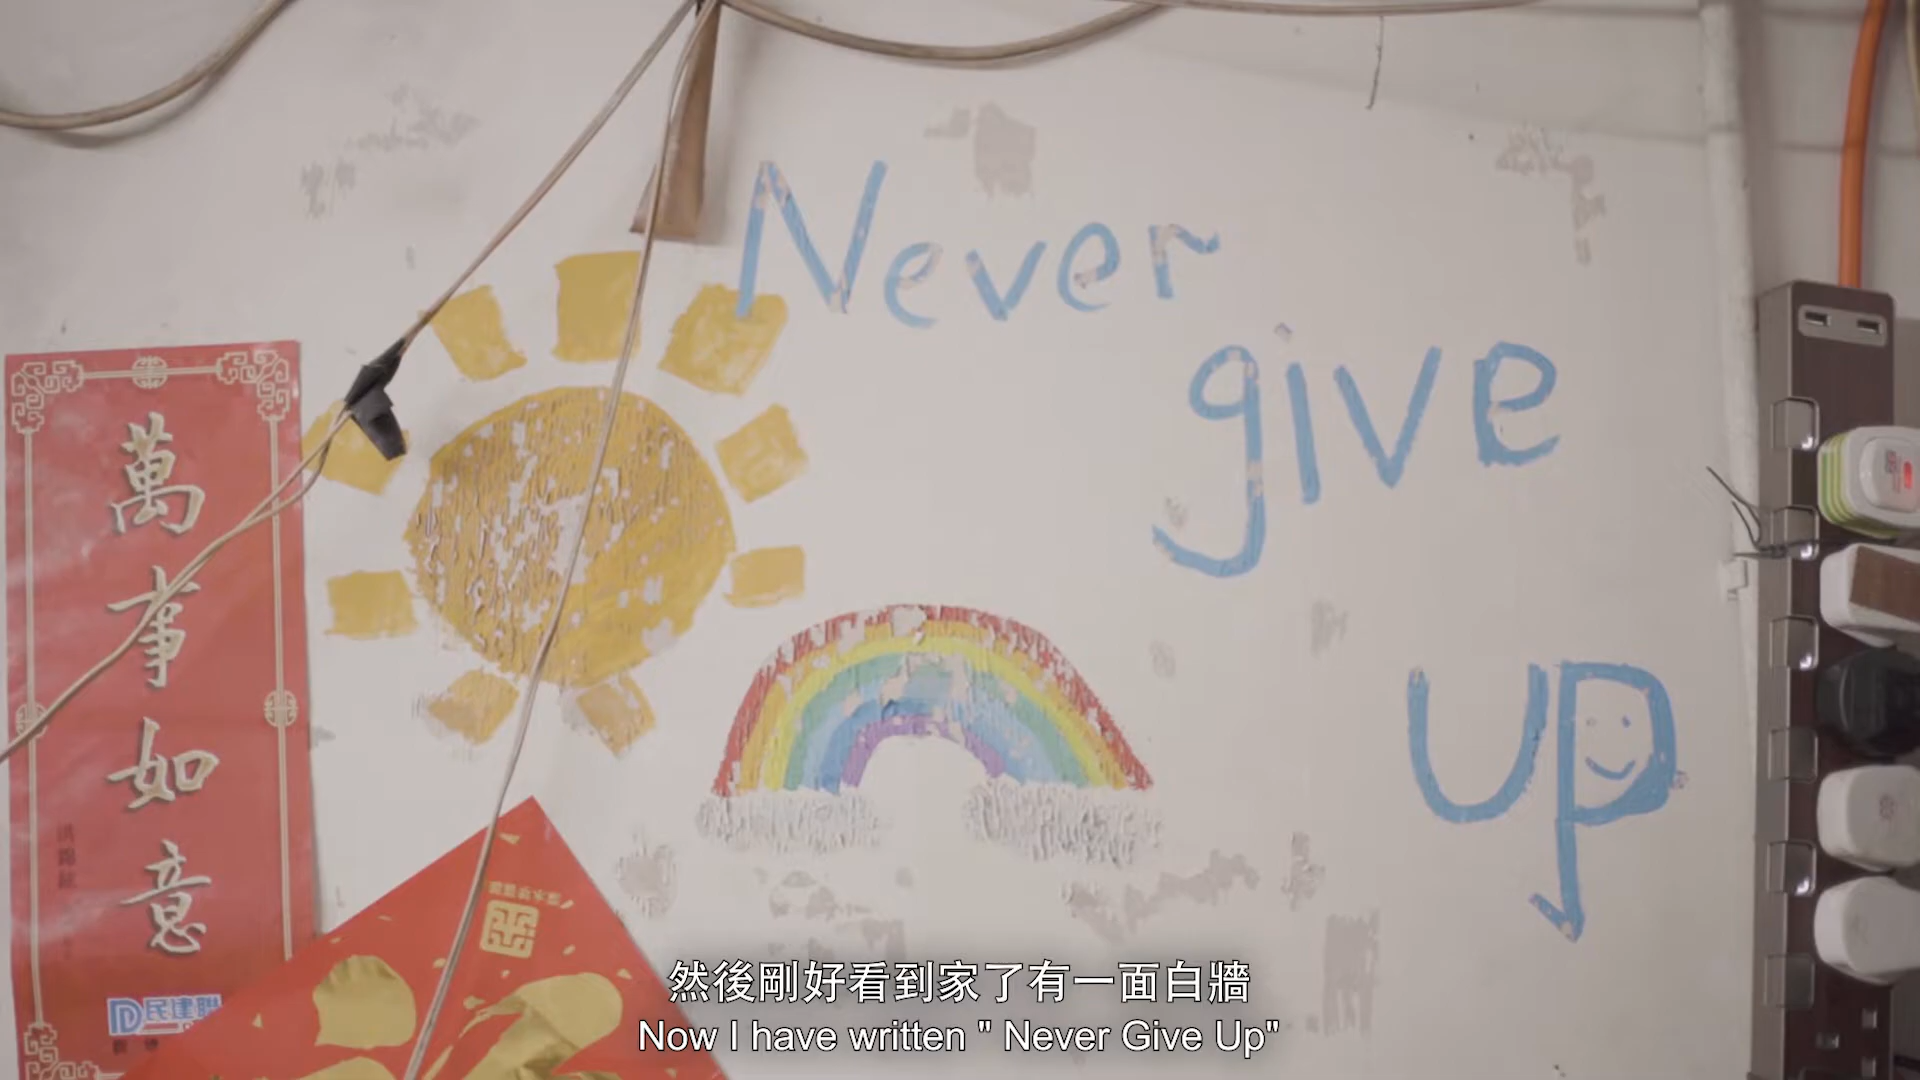 Never
give
up
萬事如意
民建聯
然後剛好看到家了有一面白牆
Now I have written " Never Give Up"